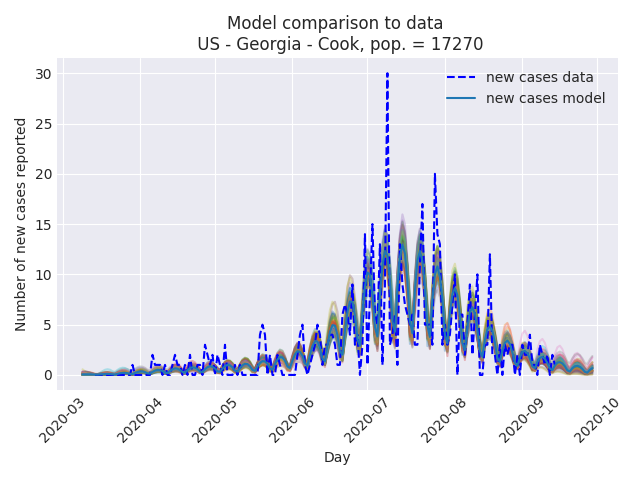 Model comparison to data
US - Georgia - Cook, pop. = 17270
new cases data
new cases model
Number of new cases reported
30
25
20
15
10
5
0
2020-03
2020-04
2020-05
2020-06
2020-07
2020-08
2020-09
2020-10
Day